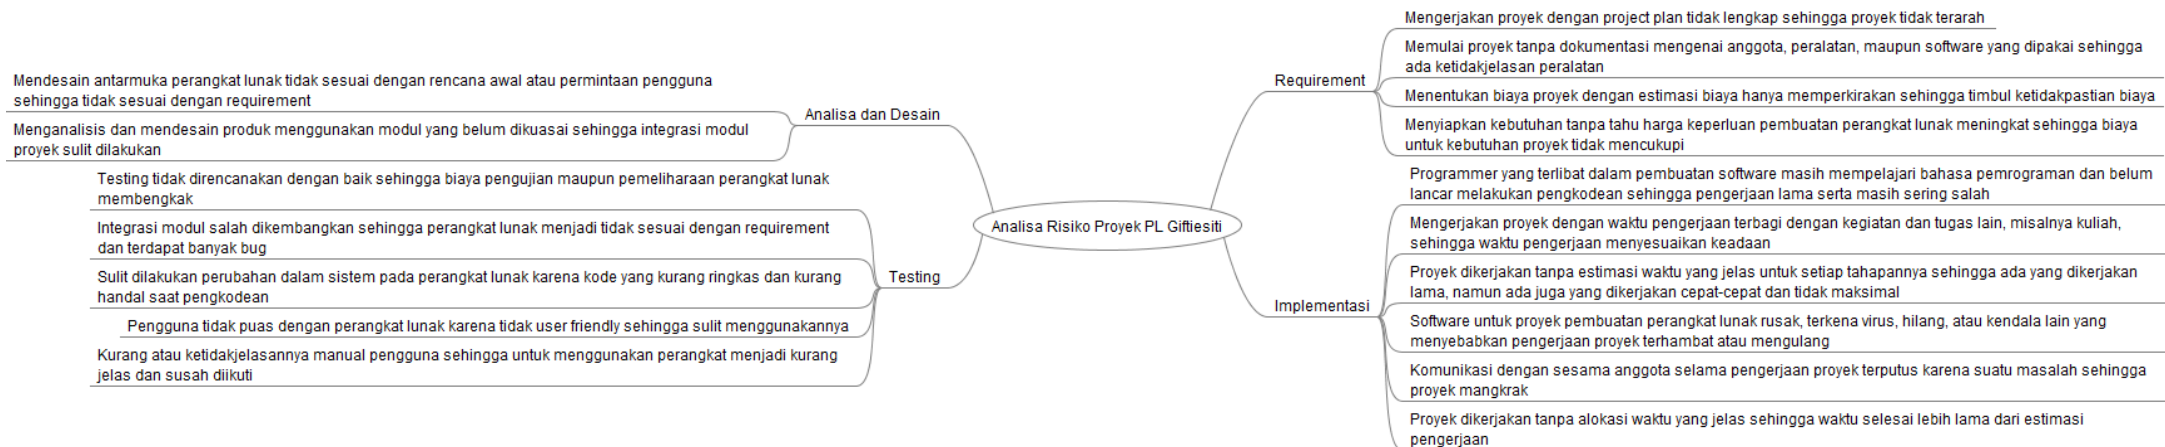 Analisa Risiko Proyek PL Giftiesiti
Requirement
Mengerjakan proyek dengan project plan tidak lengkap sehingga proyek tidak terarah
Memulai proyek tanpa dokumentasi mengenai anggota, peralatan, maupun software yang dipakai sehingga
ada ketidakjelasan peralatan
Menentukan biaya proyek dengan estimasi biaya hanya memperkirakan sehingga timbul ketidakpastian biaya
Menyiapkan kebutuhan tanpa tahu harga keperluan pembuatan perangkat lunak meningkat sehingga biaya
untuk kebutuhan proyek tidak mencukupi
Analisa dan Desain
Mendesain antarmuka perangkat lunak tidak sesuai dengan rencana awal atau permintaan pengguna
sehingga tidak sesuai dengan requirement
Menganalisis dan mendesain produk menggunakan modul yang belum dikuasai sehingga integrasi modul
proyek sulit dilakukan
Implementasi
Programmer yang terlibat dalam pembuatan software masih mempelajari bahasa pemrograman dan belum
lancar melakukan pengkodean sehingga pengerjaan lama serta masih sering salah
Mengerjakan proyek dengan waktu pengerjaan terbagi dengan kegiatan dan tugas lain, misalnya kuliah,
sehingga waktu pengerjaan menyesuaikan keadaan
Proyek dikerjakan tanpa estimasi waktu yang jelas untuk setiap tahapannya sehingga ada yang dikerjakan
lama, namun ada juga yang dikerjakan cepat-cepat dan tidak maksimal
Software untuk proyek pembuatan perangkat lunak rusak, terkena virus, hilang, atau kendala lain yang
menyebabkan pengerjaan proyek terhambat atau mengulang
Komunikasi dengan sesama anggota selama pengerjaan proyek terputus karena suatu masalah sehingga
proyek mangkrak
Proyek dikerjakan tanpa alokasi waktu yang jelas sehingga waktu selesai lebih lama dari estimasi
pengerjaan
Testing
Testing tidak direncanakan dengan baik sehingga biaya pengujian maupun pemeliharaan perangkat lunak
membengkak
Integrasi modul salah dikembangkan sehingga perangkat lunak menjadi tidak sesuai dengan requirement
dan terdapat banyak bug
Sulit dilakukan perubahan dalam sistem pada perangkat lunak karena kode yang kurang ringkas dan kurang
handal saat pengkodean
Pengguna tidak puas dengan perangkat lunak karena tidak user friendly sehingga sulit menggunakannya
Kurang atau ketidakjelasannya manual pengguna sehingga untuk menggunakan perangkat menjadi kurang
jelas dan susah diikuti